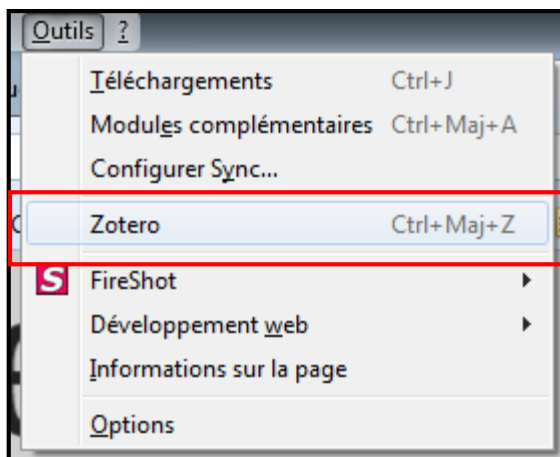 Outils ?
Téléchargements Ctrl+J
Modules complémentaires Ctrl+Maj+A
Configurer Sync...
Zotero Ctrl+Maj+Z
S FireShot
Développement web
Informations sur la page
Options